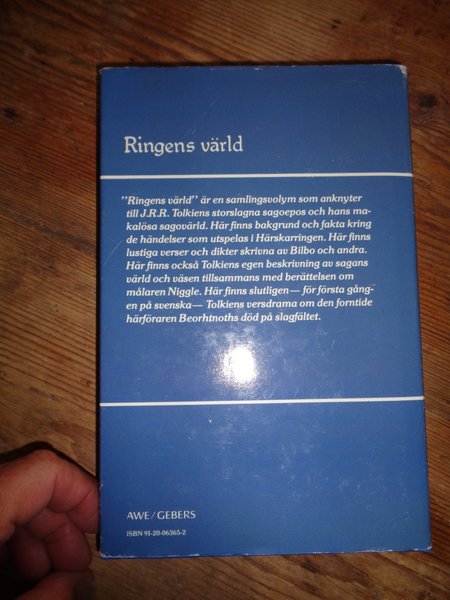 Ringens värld
"Ringens värld" är en samlingsvolym som anknyter
till J.R.R. Tolkiens storslagna sagoepos och hans ma-
kalösa sagovärld. Här finns bakgrund och fakta kring
de händelser som utspelas i Härskarringen. Här finns
lustiga verser och dikter skrivna av Bilbo och andra.
Här finns också Tolkiens egen beskrivning av sagans
värld och väsen tillsammans med berättelsen om
målaren Niggle. Här finns slutligen — för första gång-
en på svenska — Tolkiens versdrama om den forntide
härföraren Beorhtnoths död på slagfältet.
AWE/GEBERS
ISBN 91-20-06365-2